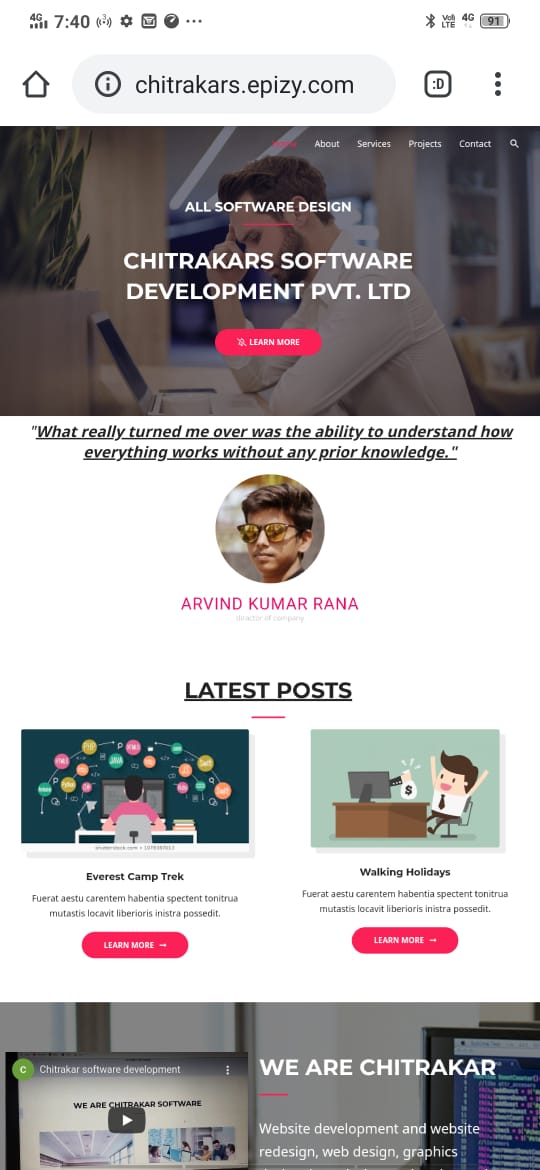 4G 7:40 ...
Vo)) LTE 4G 91
:D
chitrakars.epizy.com
Home About Services Projects Contact
ALL SOFTWARE DESIGN
CHITRAKARS SOFTWARE
DEVELOPMENT PVT. LTD
LEARN MORE
"What really turned me over was the ability to understand how
everything works without any prior knowledge."
ARVIND KUMAR RANA
director of company
LATEST POSTS
PHP
JAVA
Swift
Python
shutterstock.com • 1078387613
$
Everest Camp Trek
Fuerat aestu carentem habentia spectent tonitrua
mutastis locavit liberioris inistra possedit.
LEARN MORE →
Walking Holidays
Fuerat aestu carentem habentia spectent tonitrua
mutastis locavit liberioris inistra possedit.
LEARN MORE →
C Chitrakar software development
WE ARE CHITRAKAR SOFTWARE
WE ARE CHITRAKAR
Website development and website
redesign, web design, graphics